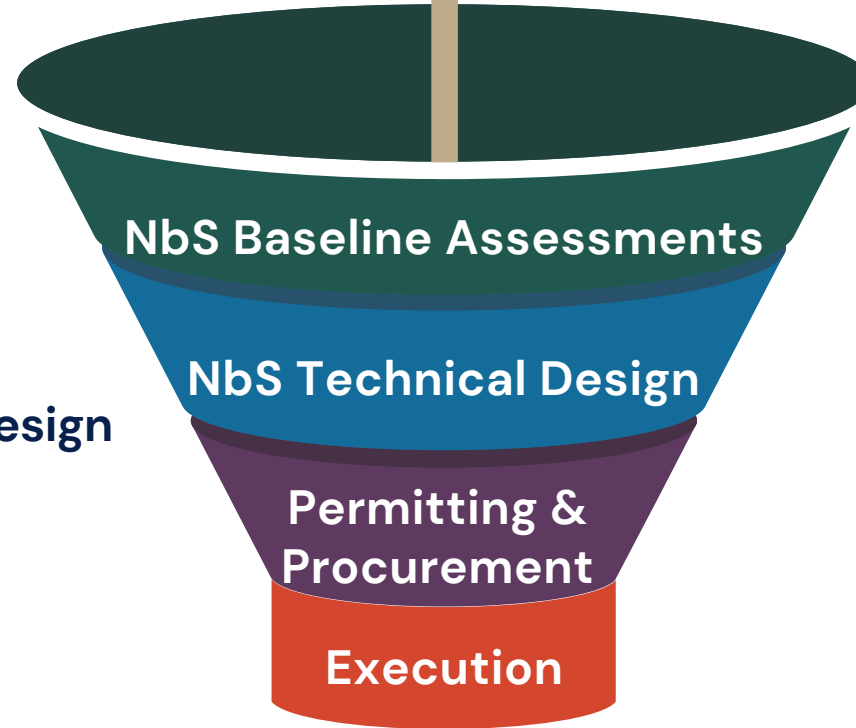 NbS Baseline Assessments
NbS Technical Design
esign
Permitting &
Procurement
Execution